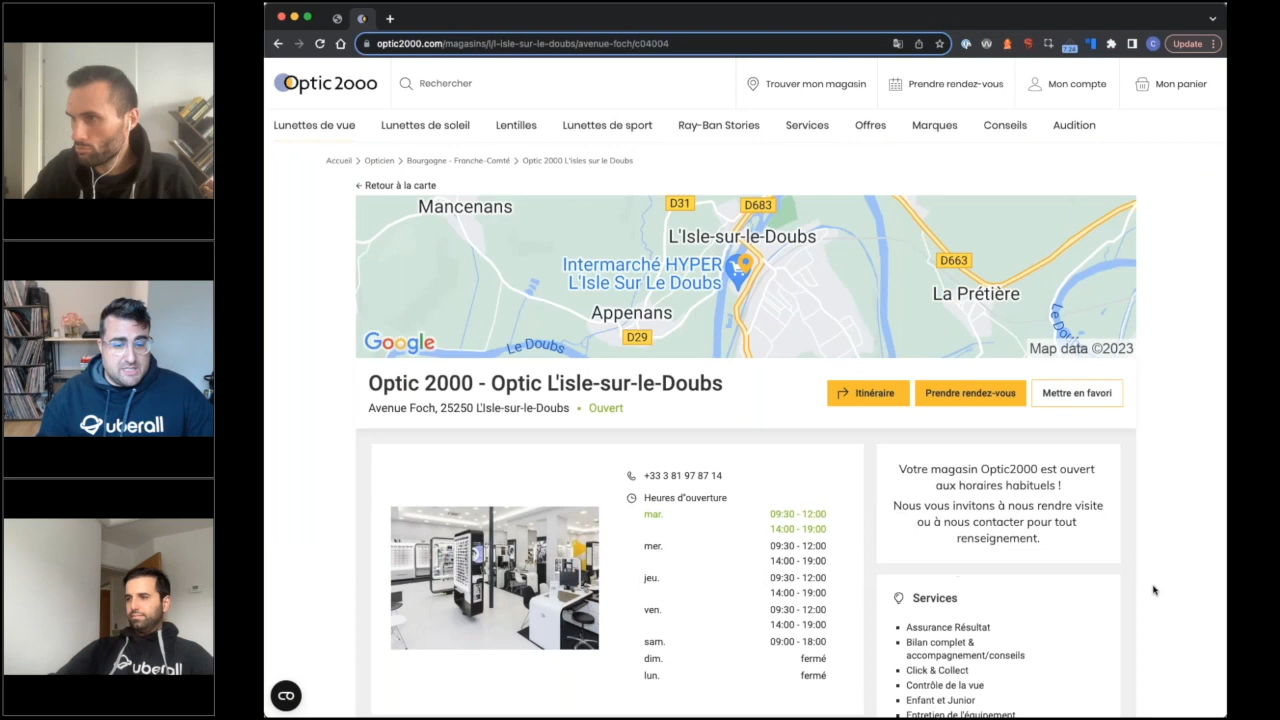 optic2000.com/magasins/l/l-isle-sur-le-doubs/avenue-foch/c04004
7.24
C
Update
Optic 2000
Rechercher
Trouver mon magasin
Prendre rendez-vous
Mon compte
Mon panier
Lunettes de vue
Lunettes de soleil
Lentilles
Lunettes de sport
Ray-Ban Stories
Services
Offres
Marques
Conseils
Audition
Accueil > Opticien > Bourgogne - Franche-Comté > Optic 2000 L'isles sur le Doubs
← Retour à la carte
Mancenans
D31
D683
L'Isle-sur-le-Doubs
Intermarché HYPER
L'Isle Sur Le Doubs
D663
La Prétière
Appenans
D29
Le Doubs
Google
Map data ©2023
Optic 2000 - Optic L'isle-sur-le-Doubs
Avenue Foch, 25250 L'Isle-sur-le-Doubs • Ouvert
Itinéraire
Prendre rendez-vous
Mettre en favori
+33 3 81 97 87 14
Heures d"ouverture
mar. 09:30 - 12:00
14:00 - 19:00
mer. 09:30 - 12:00
14:00 - 19:00
jeu. 09:30 - 12:00
14:00 - 19:00
ven. 09:30 - 12:00
14:00 - 19:00
sam. 09:00 - 18:00
dim. fermé
lun. fermé
Votre magasin Optic2000 est ouvert
aux horaires habituels !
Nous vous invitons à nous rendre visite
ou à nous contacter pour tout
renseignement.
Services
Assurance Résultat
Bilan complet &
accompagnement/conseils
Click & Collect
Contrôle de la vue
Enfant et Junior
Entretien de l'équipement
uberall
uberall